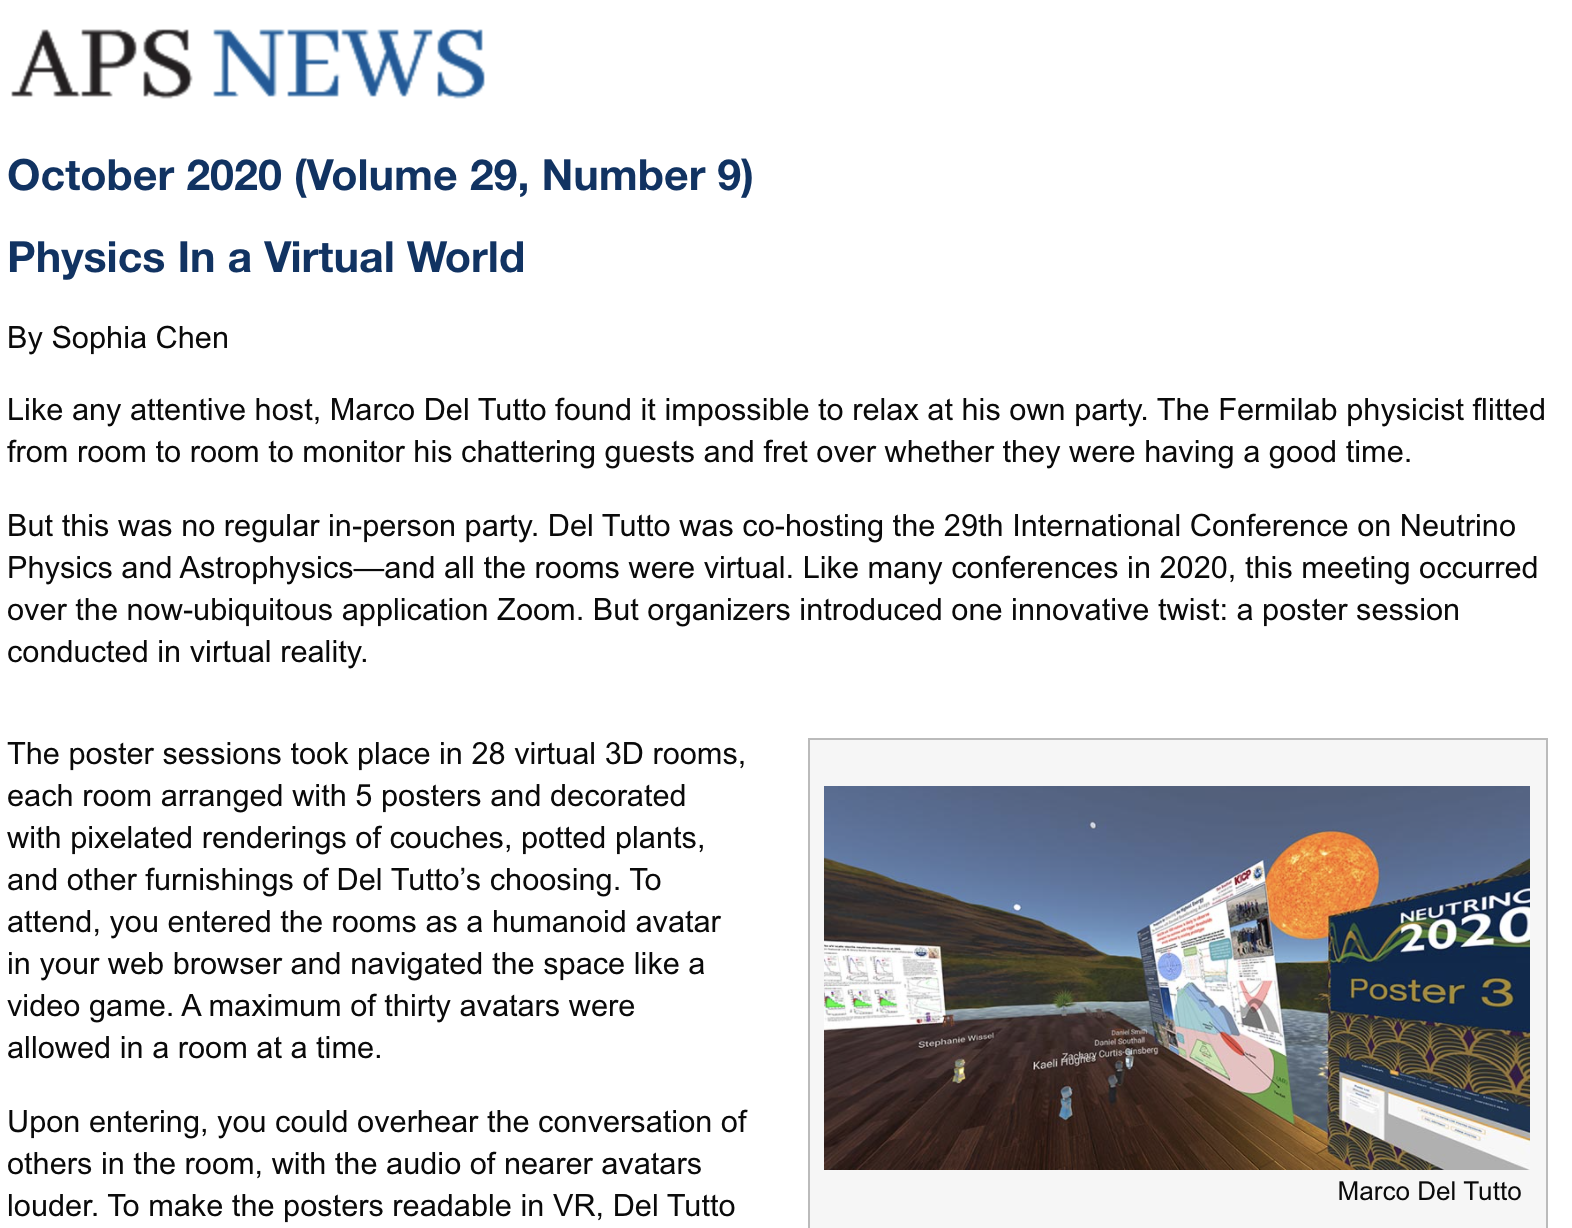 APS NEWS
October 2020 (Volume 29, Number 9)
Physics In a Virtual World
By Sophia Chen
Like any attentive host, Marco Del Tutto found it impossible to relax at his own party. The Fermilab physicist flitted
from room to room to monitor his chattering guests and fret over whether they were having a good time.
But this was no regular in-person party. Del Tutto was co-hosting the 29th International Conference on Neutrino
Physics and Astrophysics—and all the rooms were virtual. Like many conferences in 2020, this meeting occurred
over the now-ubiquitous application Zoom. But organizers introduced one innovative twist: a poster session
conducted in virtual reality.
The poster sessions took place in 28 virtual 3D rooms,
each room arranged with 5 posters and decorated
with pixelated renderings of couches, potted plants,
and other furnishings of Del Tutto’s choosing. To
attend, you entered the rooms as a humanoid avatar
in your web browser and navigated the space like a
video game. A maximum of thirty avatars were
allowed in a room at a time.
Upon entering, you could overhear the conversation of
others in the room, with the audio of nearer avatars
louder. To make the posters readable in VR, Del Tutto
KICP
NEUTRINO
2020
Poster 3
Stephanie Wissel
Daniel Smith
Daniel Southall
Zachary Curtis-Ginsberg
Kaeli Hughes
Marco Del Tutto